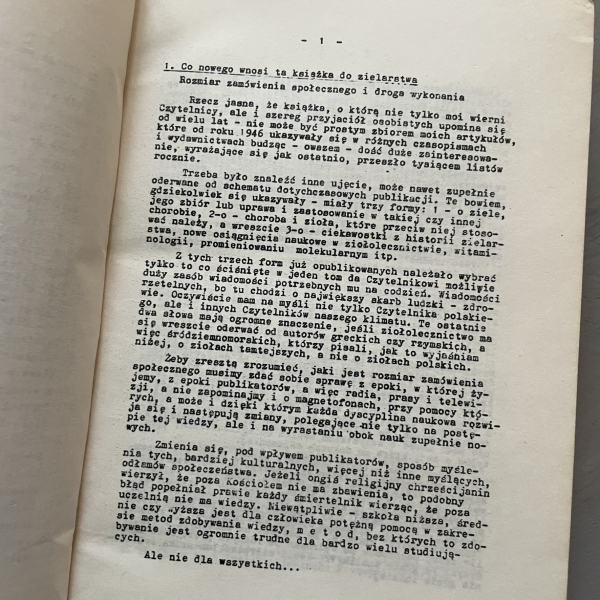 - 1 -
1. Co nowego wnosi ta książka do zielarstwa
Rozmiar zamówienia społecznego i droga wykonania
Rzecz jasna, że książka, o którą nie tylko moi wierni
Czytelnicy, ale i szereg przyjaciół osobistych upomina się
od wielu lat - nie może być prostym zbiorem moich artykułów,
które od roku 1946 ukazywały się w różnych czasopismach
i wydawnictwach budząc - owszem - dość duże zainteresowa-
nie, wyrażające się jak ostatnio, przeszło tysiącem listów
rocznie.
Trzeba było znaleźć inne ujęcie, może nawet zupełnie
oderwane od schematu dotychczasowych publikacji. Te bowiem,
gdziekolwiek się ukazywały - miały trzy formy: 1 - o ziele,
jego zbiór lub uprawa i zastosowanie w takiej czy innej
chorobie, 2-o - choroba i zioła, które przeciw niej stoso-
wać należy, a wreszcie 3-o - ciekawostki z historii zielar-
stwa, nowe osiągnięcia naukowe w ziołolecznictwie, witami-
nologii, promieniowaniu molekularnym itp.
Z tych trzech form już opublikowanych należało wybrać
tylko to co ściśnięte w jeden tom da Czytelnikowi możliwie
duży zasób wiadomości potrzebnych mu na codzień. Wiadomości
rzetelnych, bo tu chodzi o największy skarb ludzki - zdro-
wie. Oczywiście mam na myśli nie tylko Czytelnika polskie-
go, ale i innych Czytelników naszego klimatu. Te ostatnie
dwa słowa mają ogromne znaczenie, jeśli ziołolecznictwo ma
się wreszcie oderwać od autorów greckich czy rzymskich, a
więc śródziemnomorskich, którzy pisali, jak to wyjaśniam
niżej, o ziołach tamtejszych, a nie o ziołach polskich.
Żeby zresztą zrozumieć, jaki jest rozmiar zamówienia
społecznego musimy zdać sobie sprawę z epoki, w której ży-
jemy, z epoki publikatorów, a więc radia, prasy i telewi-
zji, a nie zapominajmy i o magnetofonach, przy pomocy któ-
rych, a może i dzięki którym każda dyscyplina naukowa rozwi-
ja się i następują zmiany, polegające nie tylko na postę-
pie tej wiedzy, ale i na wyrastaniu obok nauk zupełnie no-
wych.
Zmienia się, pod wpływem publikatorów, sposób myśle-
nia tych, bardziej kulturalnych, więcej niż inne myślących,
odłamów społeczeństwa. Jeżeli ongiś religijny chrześcijanin
wierzył, że poza Kościołem nie ma zbawienia, to podobny
błąd popełniał prawie każdy śmiertelnik wierząc, że poza
uczelnią nie ma wiedzy. Niewątpliwie - szkoła niższa, śred-
nie czy wyższa jest dla człowieka potężną pomocą w zakre-
sie metod zdobywania wiedzy, m e t o d, bez których to zdo-
bywanie jest ogromnie trudne dla bardzo wielu studiują-
cych.
Ale nie dla wszystkich...